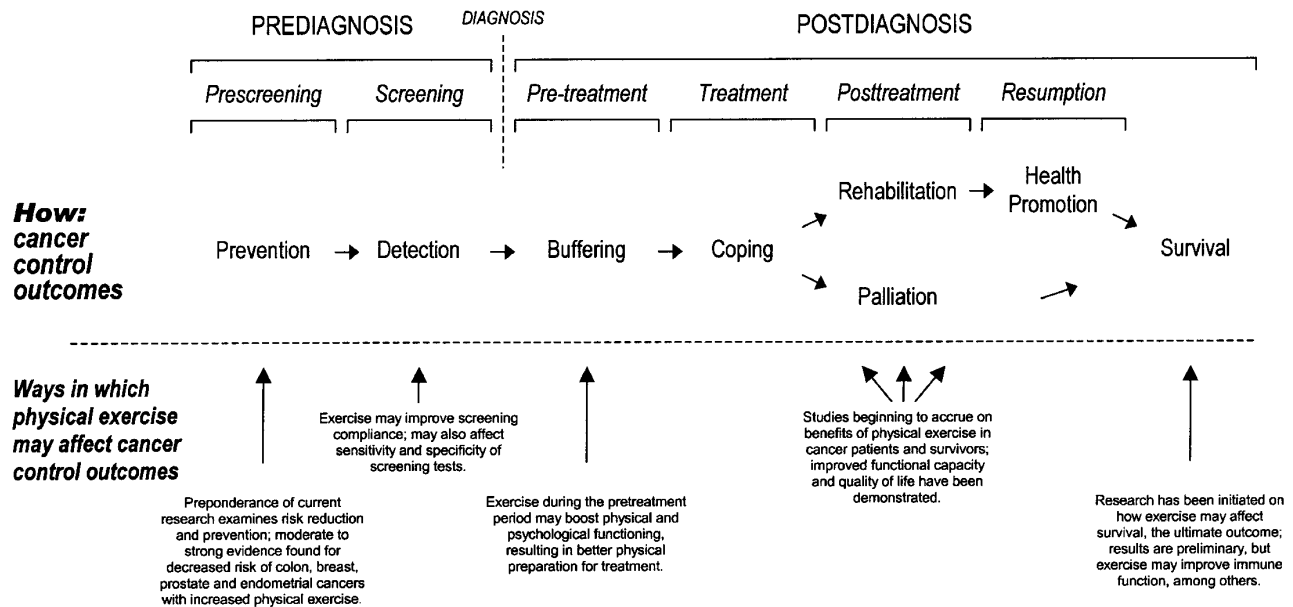 PREDIAGNOSIS
DIAGNOSIS
POSTDIAGNOSIS
Prescreening
Screening
Pre-treatment
Treatment
Posttreatment
Resumption
How:
cancer
control
outcomes
Prevention
Detection
Buffering
Coping
Rehabilitation
Health
Promotion
Palliation
Survival
Ways in which
physical exercise
may affect cancer
control outcomes
Preponderance of current
research examines risk reduction
and prevention; moderate to
strong evidence found for
decreased risk of colon, breast,
prostate and endometrial cancers
with increased physical exercise.
Exercise may improve screening
compliance; may also affect
sensitivity and specificity of
screening tests.
Exercise during the pretreatment
period may boost physical and
psychological functioning,
resulting in better physical
preparation for treatment.
Studies beginning to accrue on
benefits of physical exercise in
cancer patients and survivors;
improved functional capacity
and quality of life have been
demonstrated.
Research has been initiated on
how exercise may affect
survival, the ultimate outcome;
results are preliminary, but
exercise may improve immune
function, among others.